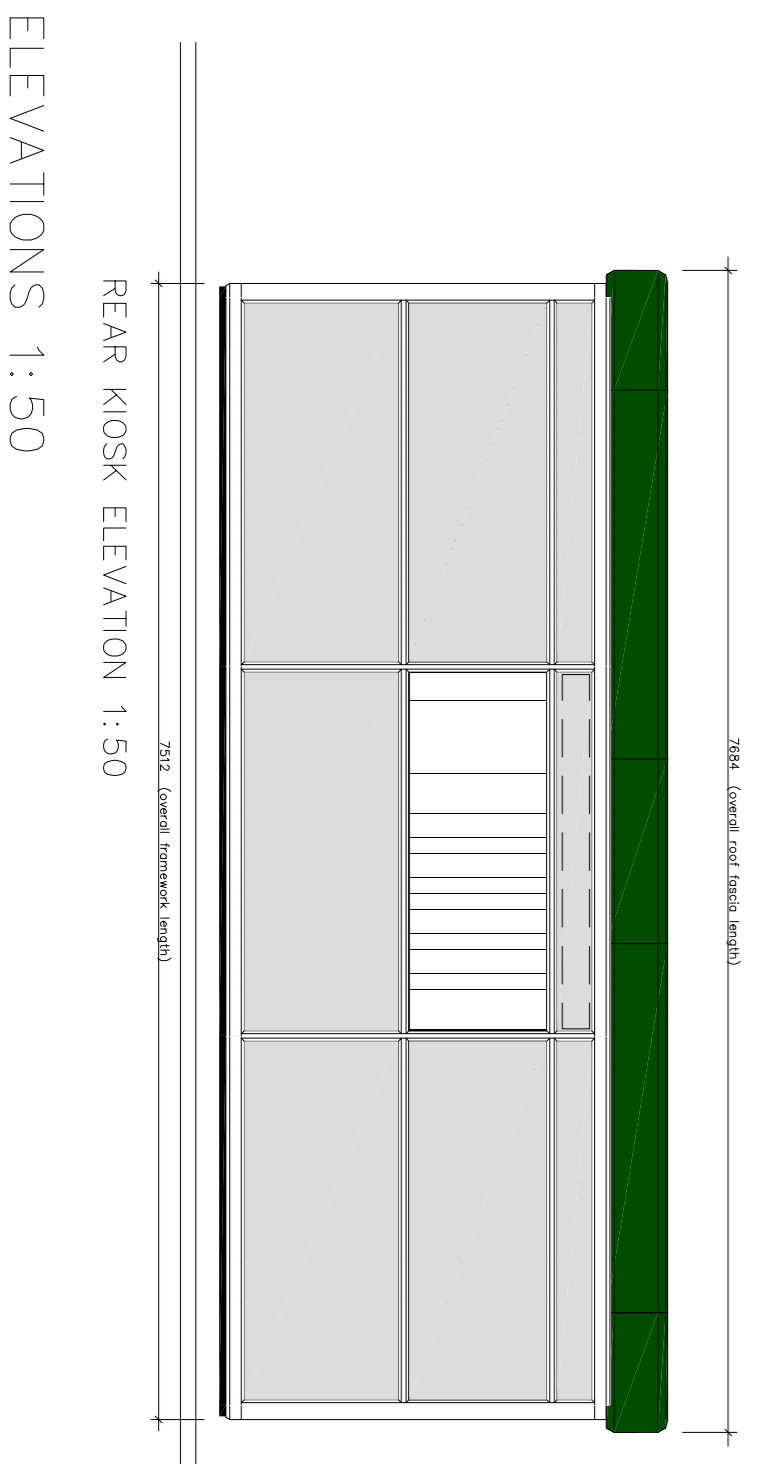 7684 (overall roof fascia length)
7512 (overall framework length)
REAR KIOSK ELEVATION 1:50
ELEVATIONS 1:50